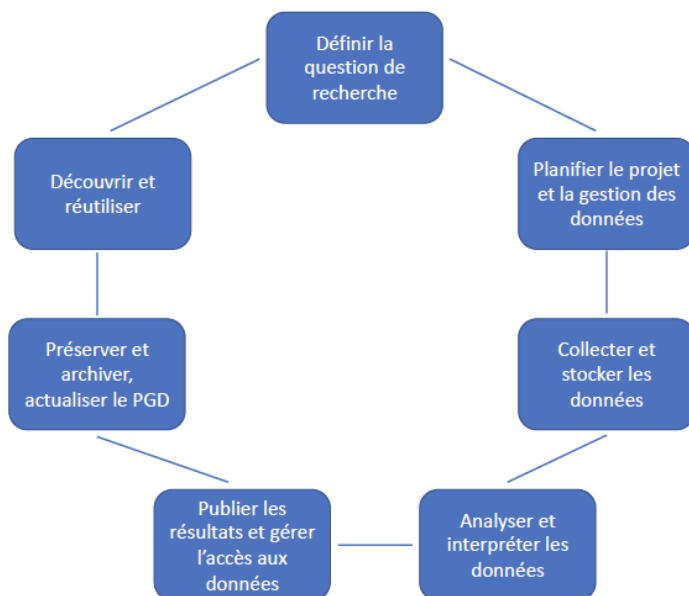 Définir la
question de
recherche
Planifier le projet
et la gestion des
données
Collecter et
stocker les
données
Analyser et
interpréter les
données
Publier les
résultats et gérer
l'accès aux
données
Préserver et
archiver,
actualiser le PGD
Découvrir et
réutiliser